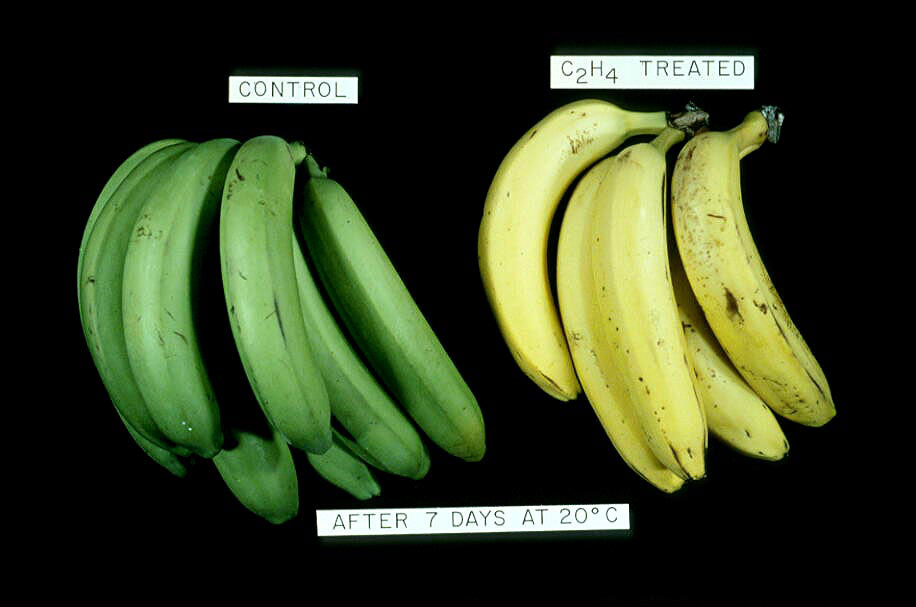 CONTROL
C₂H₄ TREATED
AFTER 7 DAYS AT 20°C